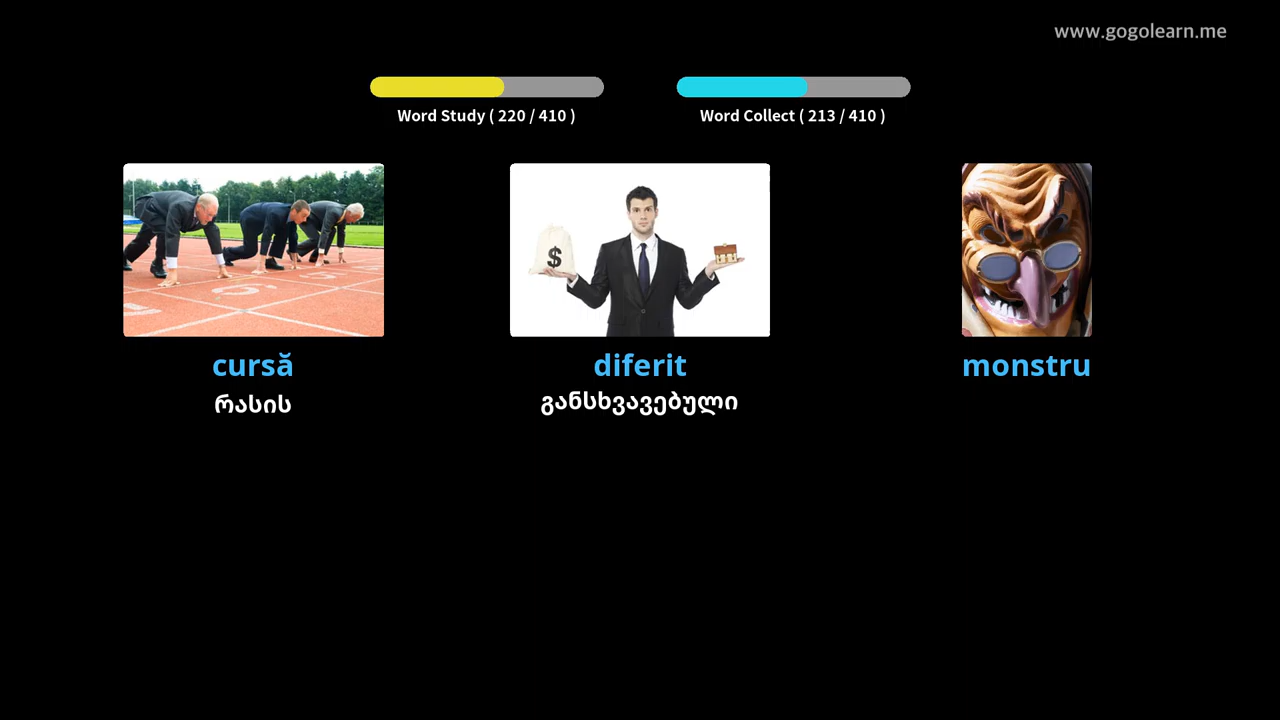 www.gogolearn.me
Word Study ( 220 / 410 )
Word Collect ( 213 / 410 )
$
cursă
diferit
monstru
რასის
განსხვავებული